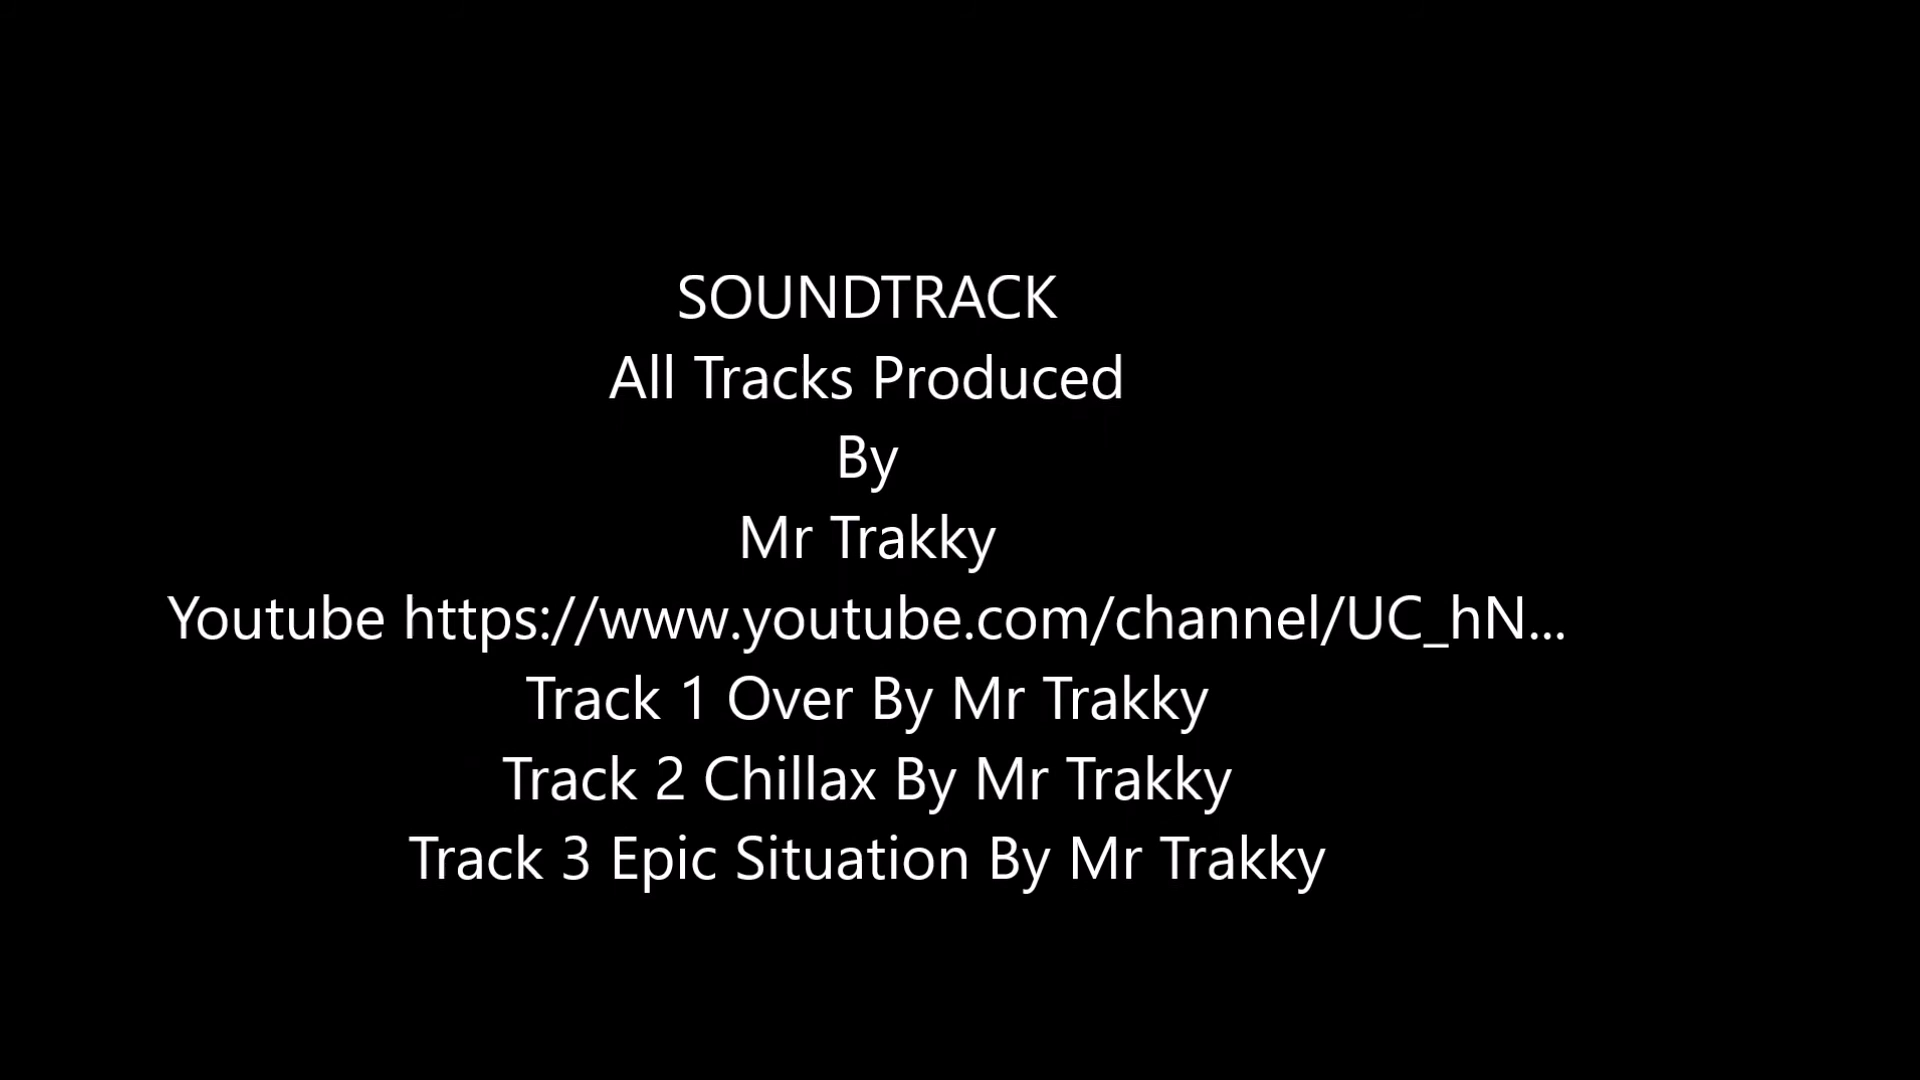 SOUNDTRACK
All Tracks Produced
By
Mr Trakky
Youtube https://www.youtube.com/channel/UC_hN...
Track 1 Over By Mr Trakky
Track 2 Chillax By Mr Trakky
Track 3 Epic Situation By Mr Trakky